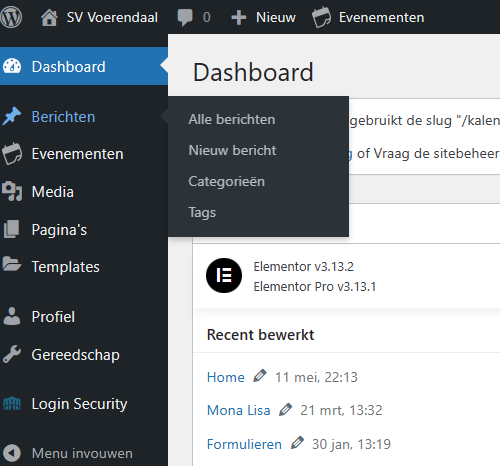 SV Voerendaal 0 + Nieuw Evenementen
Dashboard
Berichten
Evenementen
Media
Pagina's
Templates
Profiel
Gereedschap
Login Security
Menu invouwen
Alle berichten
Nieuw bericht
Categorieën
Tags
Dashboard
gebruikt de slug "/kalen
g of Vraag de sitebeheer
Elementor v3.13.2
Elementor Pro v3.13.1
Recent bewerkt
Home 11 mei, 22:13
Mona Lisa 21 mrt, 13:32
Formulieren 30 jan, 13:19